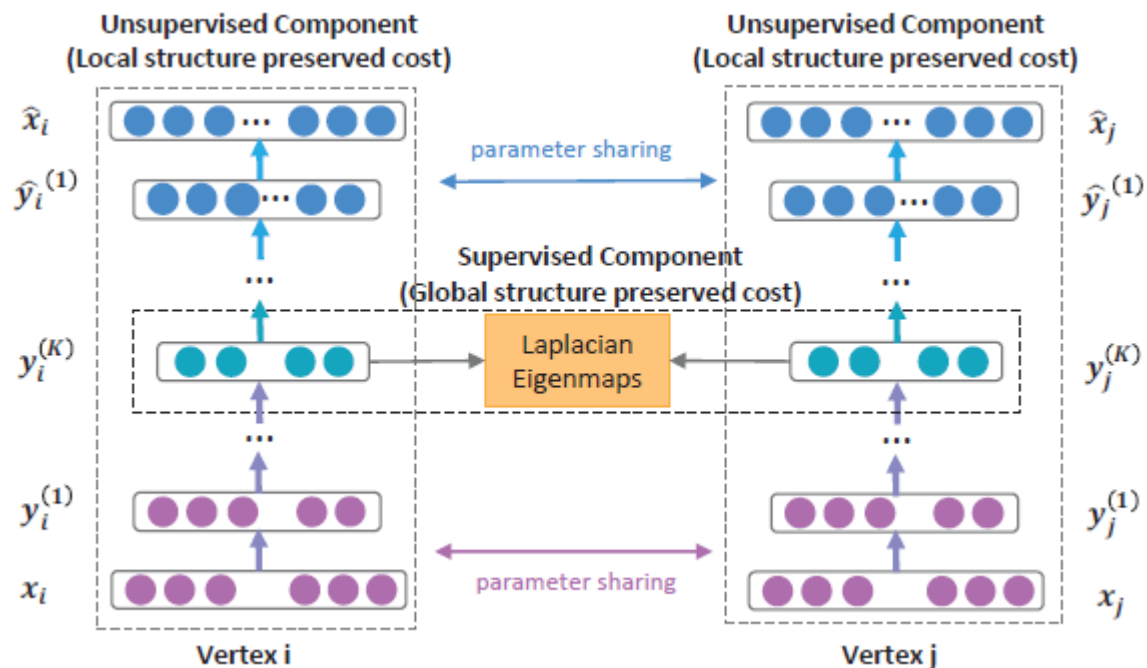 Unsupervised Component
(Local structure preserved cost)
Unsupervised Component
(Local structure preserved cost)
x̂ᵢ
...
parameter sharing
...
x̂ⱼ
ŷᵢ⁽¹⁾
...
...
ŷⱼ⁽¹⁾
...
Supervised Component
(Global structure preserved cost)
...
yᵢ⁽ᴷ⁾
Laplacian
Eigenmaps
yⱼ⁽ᴷ⁾
...
...
yᵢ⁽¹⁾
yⱼ⁽¹⁾
parameter sharing
xᵢ
xⱼ
Vertex i
Vertex j